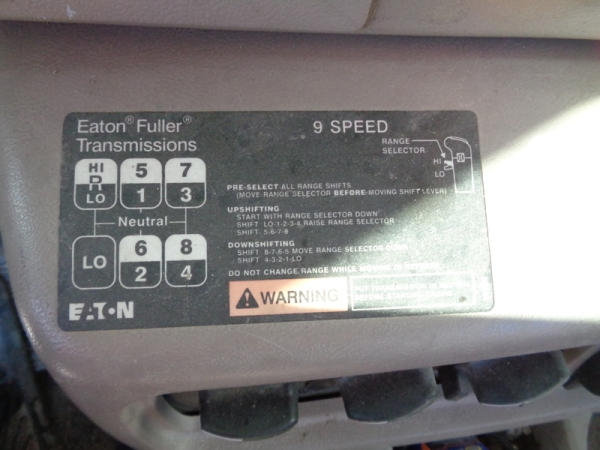 Eaton® Fuller® 9 SPEED
Transmissions
RANGE
SELECTOR
HI
LO
HI 5 7
R
LO 1 3
Neutral
LO 6 8
2 4
PRE-SELECT ALL RANGE SHIFTS
(MOVE RANGE SELECTOR BEFORE MOVING SHIFT LEVER)
UPSHIFTING
START WITH RANGE SELECTOR DOWN
SHIFT LO-1-2-3-4 RAISE RANGE SELECTOR
SHIFT 5-6-7-8
DOWNSHIFTING
SHIFT 8-7-6-5 MOVE RANGE SELECTOR DOWN
SHIFT 4-3-2-1-LO
DO NOT CHANGE RANGE WHILE MOVING IN
WARNING
EATON